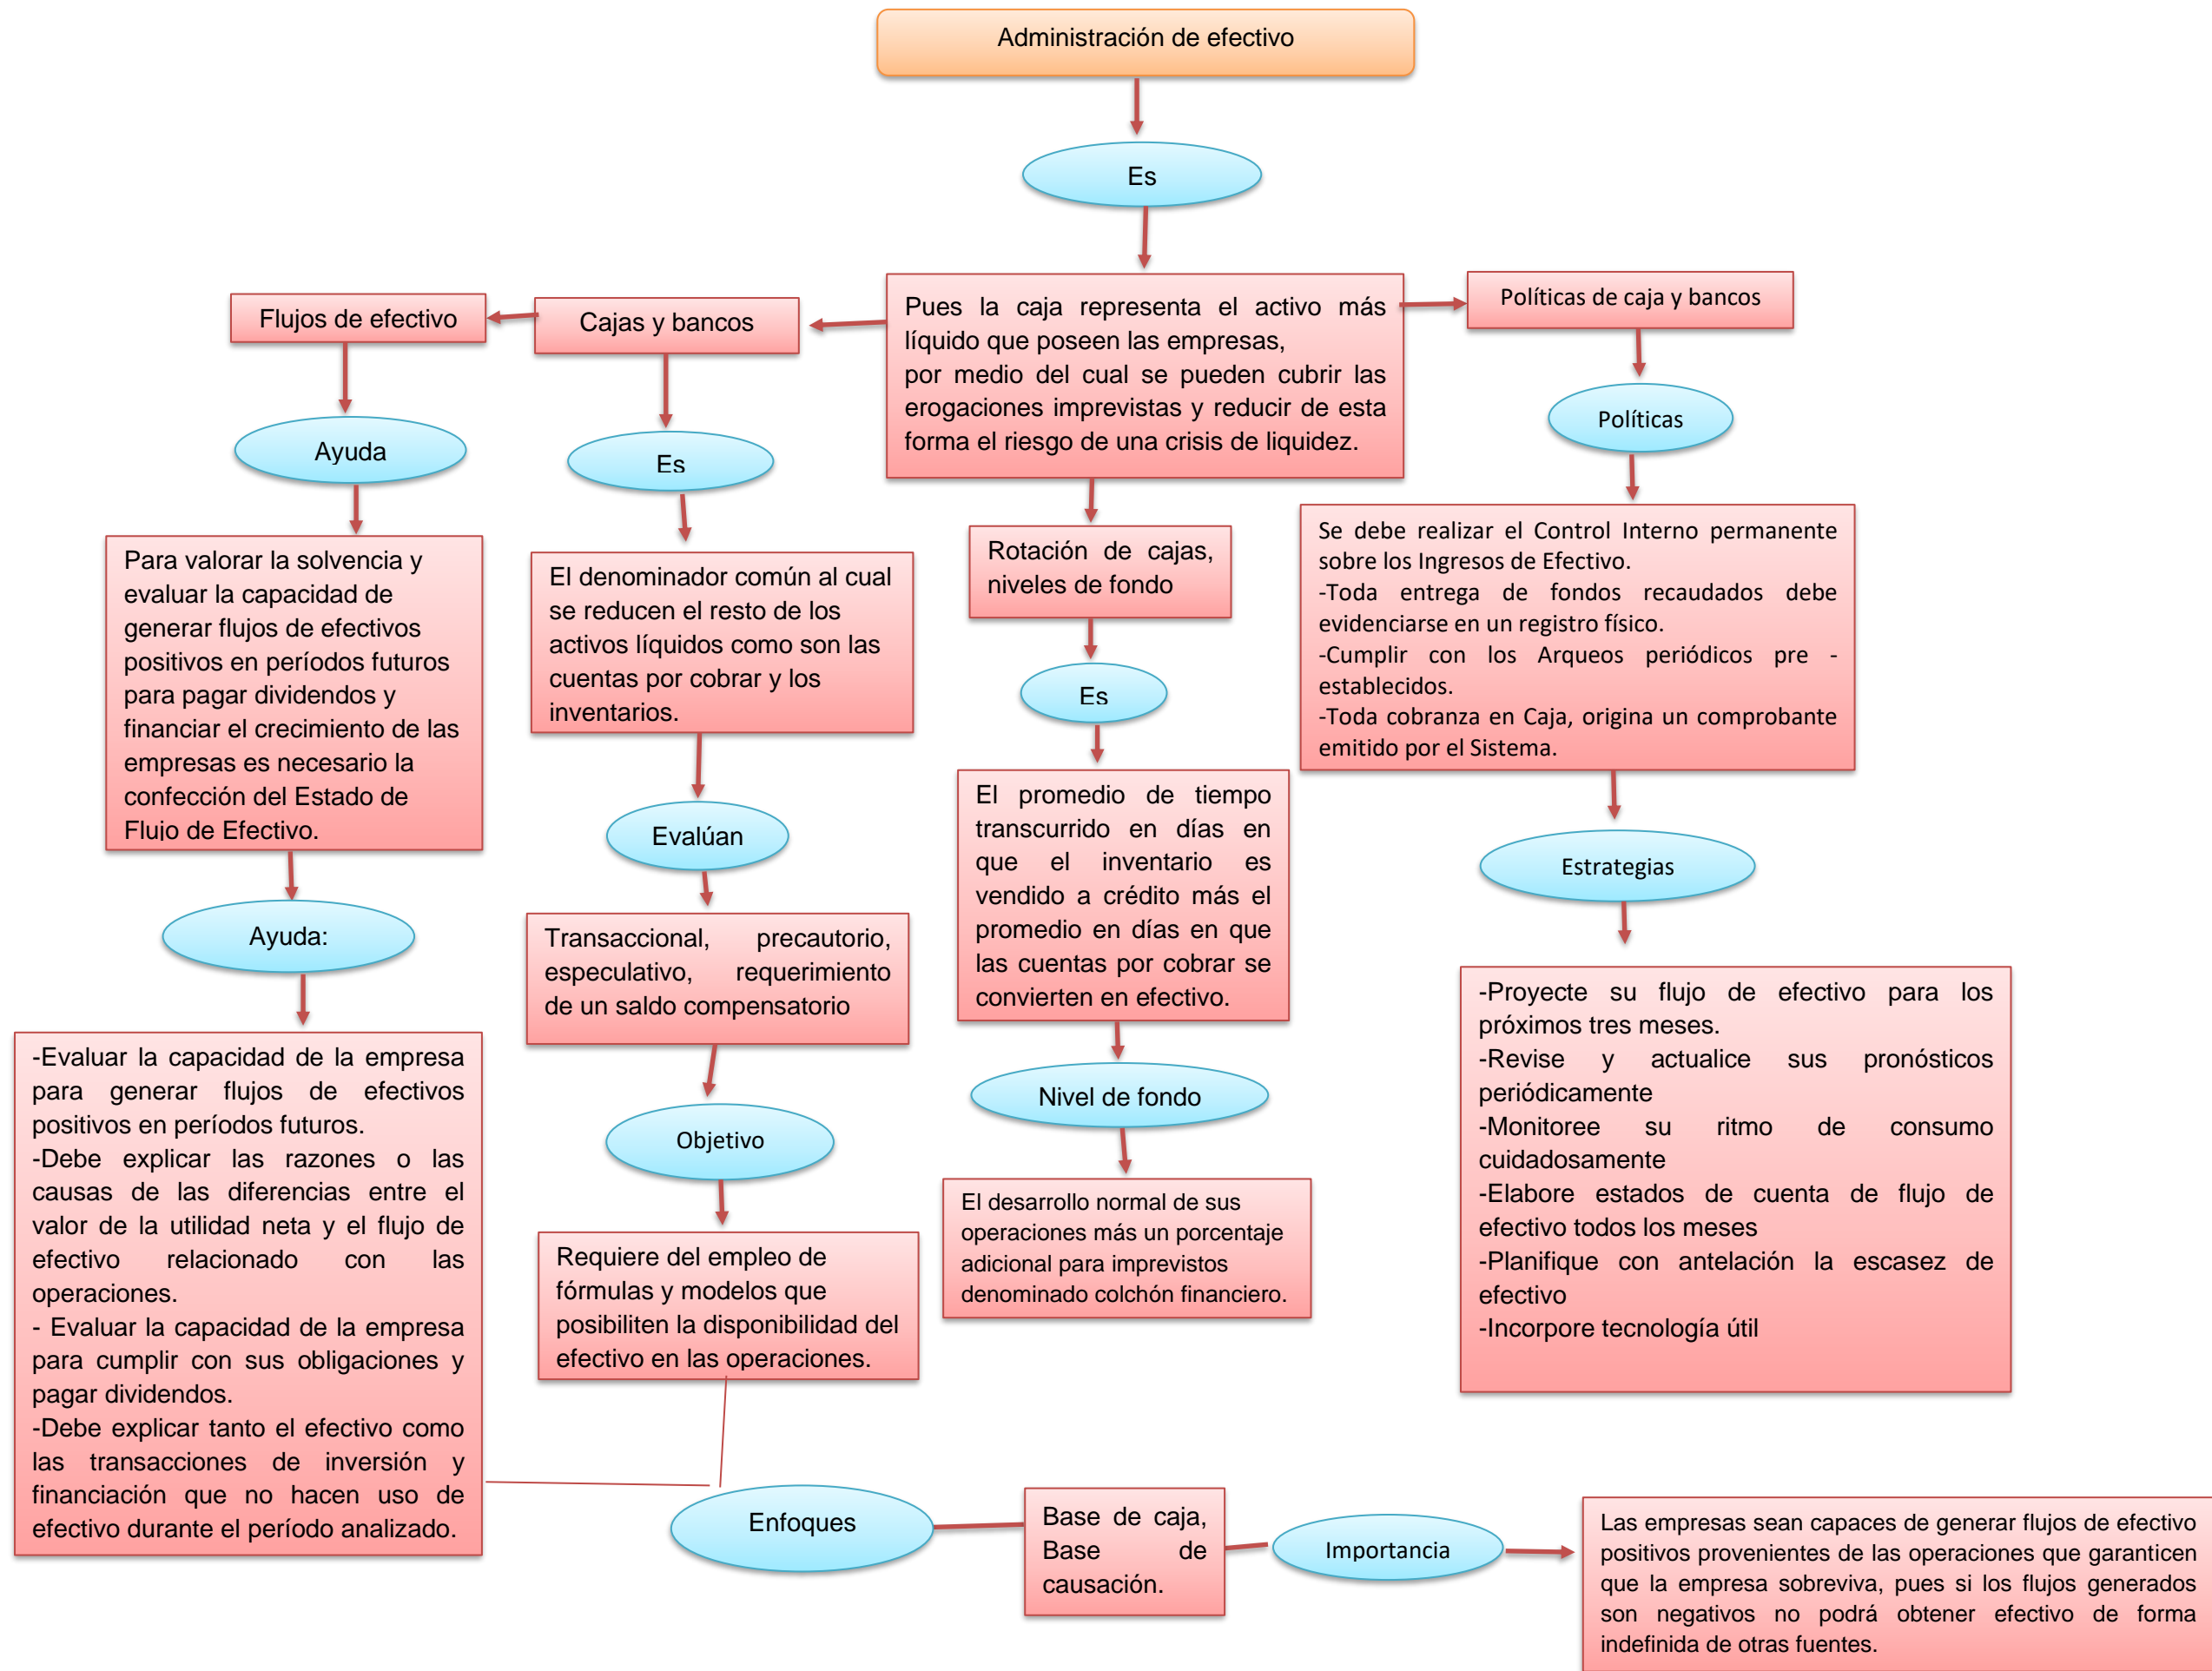 Administración de efectivo
Es
Pues la caja representa el activo más
líquido que poseen las empresas,
por medio del cual se pueden cubrir las
erogaciones imprevistas y reducir de esta
forma el riesgo de una crisis de liquidez.
Flujos de efectivo
Ayuda
Para valorar la solvencia y
evaluar la capacidad de
generar flujos de efectivos
positivos en períodos futuros
para pagar dividendos y
financiar el crecimiento de las
empresas es necesario la
confección del Estado de
Flujo de Efectivo.
Ayuda:
-Evaluar la capacidad de la empresa
para generar flujos de efectivos
positivos en períodos futuros.
-Debe explicar las razones o las
causas de las diferencias entre el
valor de la utilidad neta y el flujo de
efectivo relacionado con las
operaciones.
- Evaluar la capacidad de la empresa
para cumplir con sus obligaciones y
pagar dividendos.
-Debe explicar tanto el efectivo como
las transacciones de inversión y
financiación que no hacen uso de
efectivo durante el período analizado.
Cajas y bancos
Es
El denominador común al cual
se reducen el resto de los
activos líquidos como son las
cuentas por cobrar y los
inventarios.
Evalúan
Transaccional, precautorio,
especulativo, requerimiento
de un saldo compensatorio
Objetivo
Requiere del empleo de
fórmulas y modelos que
posibiliten la disponibilidad del
efectivo en las operaciones.
Rotación de cajas,
niveles de fondo
Es
El promedio de tiempo
transcurrido en días en
que el inventario es
vendido a crédito más el
promedio en días en que
las cuentas por cobrar se
convierten en efectivo.
Nivel de fondo
El desarrollo normal de sus
operaciones más un porcentaje
adicional para imprevistos
denominado colchón financiero.
Políticas de caja y bancos
Políticas
Se debe realizar el Control Interno permanente
sobre los Ingresos de Efectivo.
-Toda entrega de fondos recaudados debe
evidenciarse en un registro físico.
-Cumplir con los Arqueos periódicos pre -
establecidos.
-Toda cobranza en Caja, origina un comprobante
emitido por el Sistema.
Estrategias
-Proyecte su flujo de efectivo para los
próximos tres meses.
-Revise y actualice sus pronósticos
periódicamente
-Monitoree su ritmo de consumo
cuidadosamente
-Elabore estados de cuenta de flujo de
efectivo todos los meses
-Planifique con antelación la escasez de
efectivo
-Incorpore tecnología útil
Enfoques
Base de caja,
Base de
causación.
Importancia
Las empresas sean capaces de generar flujos de efectivo
positivos provenientes de las operaciones que garanticen
que la empresa sobreviva, pues si los flujos generados
son negativos no podrá obtener efectivo de forma
indefinida de otras fuentes.